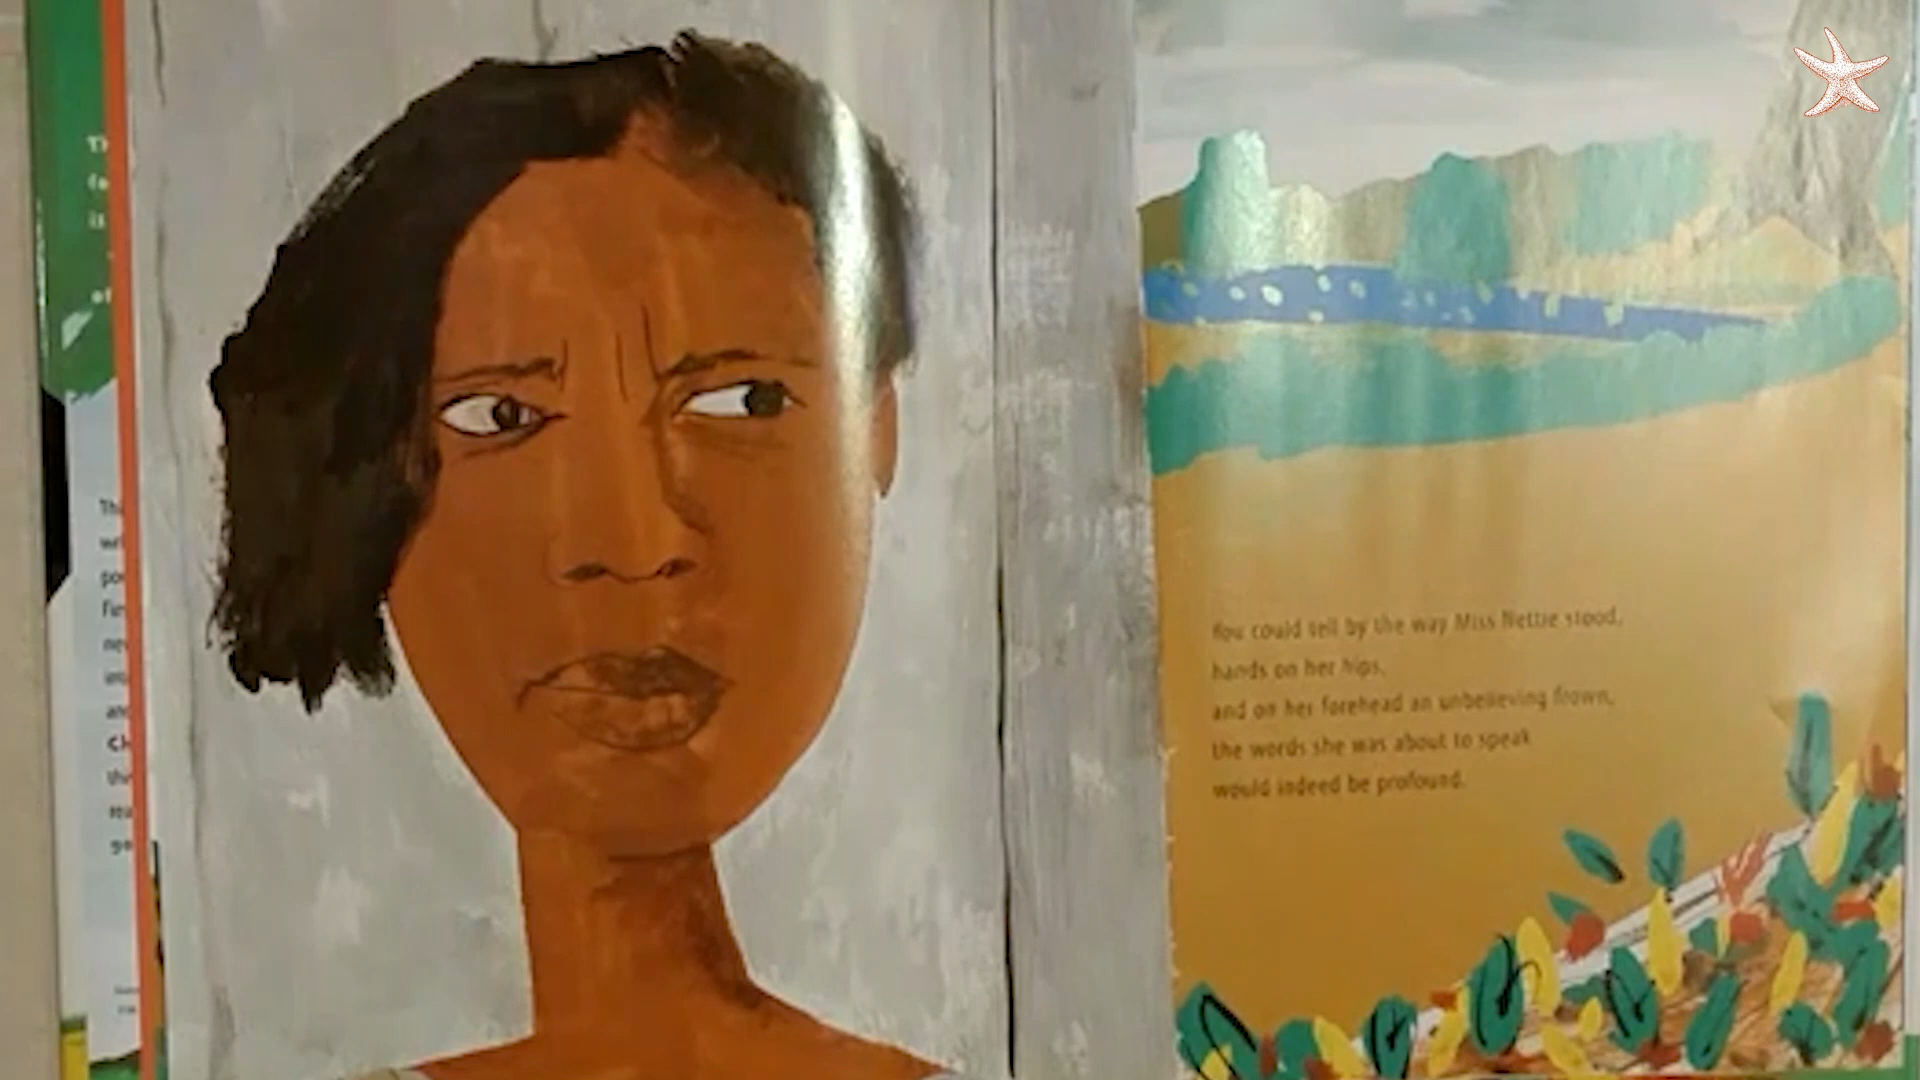 You could tell by the way Miss Nettie stood,
hands on her hips,
and on her forehead an unbelieving frown,
the words she was about to speak
would indeed be profound.